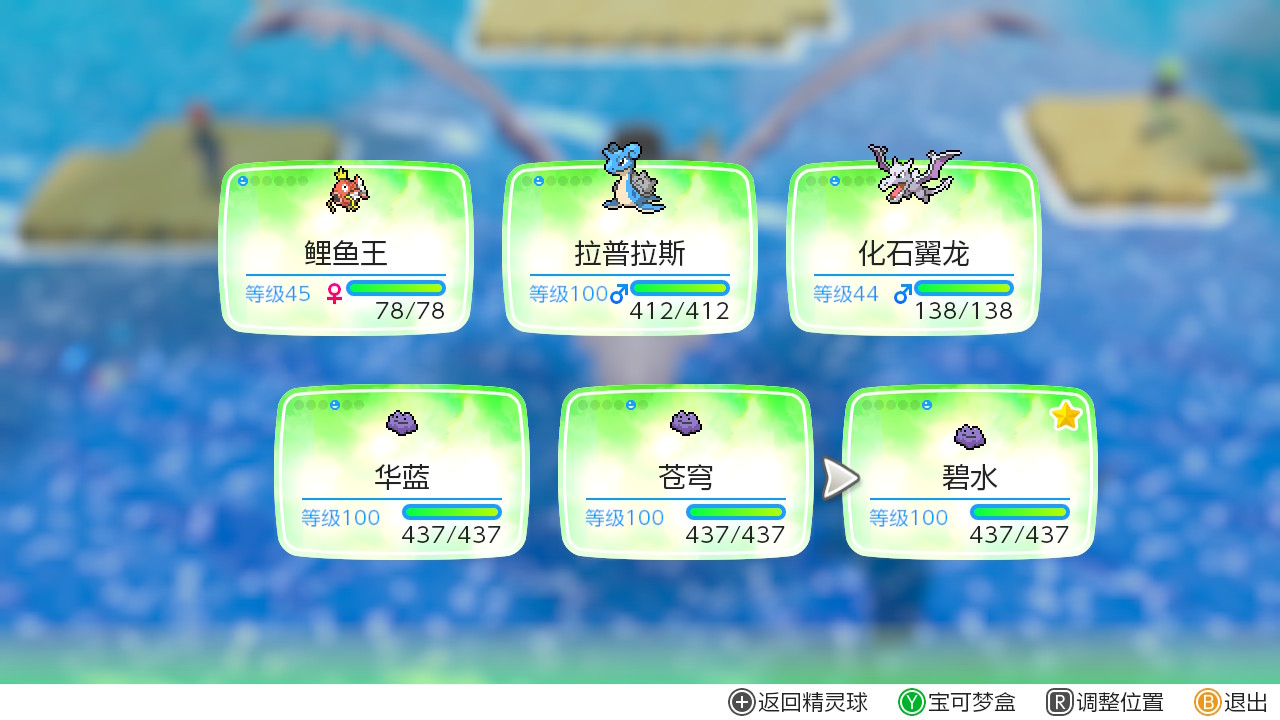 鲤鱼王
等级45 ♀
78/78
拉普拉斯
等级100 ♂
412/412
化石翼龙
等级44 ♂
138/138
华蓝
等级100
437/437
苍穹
等级100
437/437
碧水
等级100
437/437
+返回精灵球 Y宝可梦盒 R调整位置 B退出